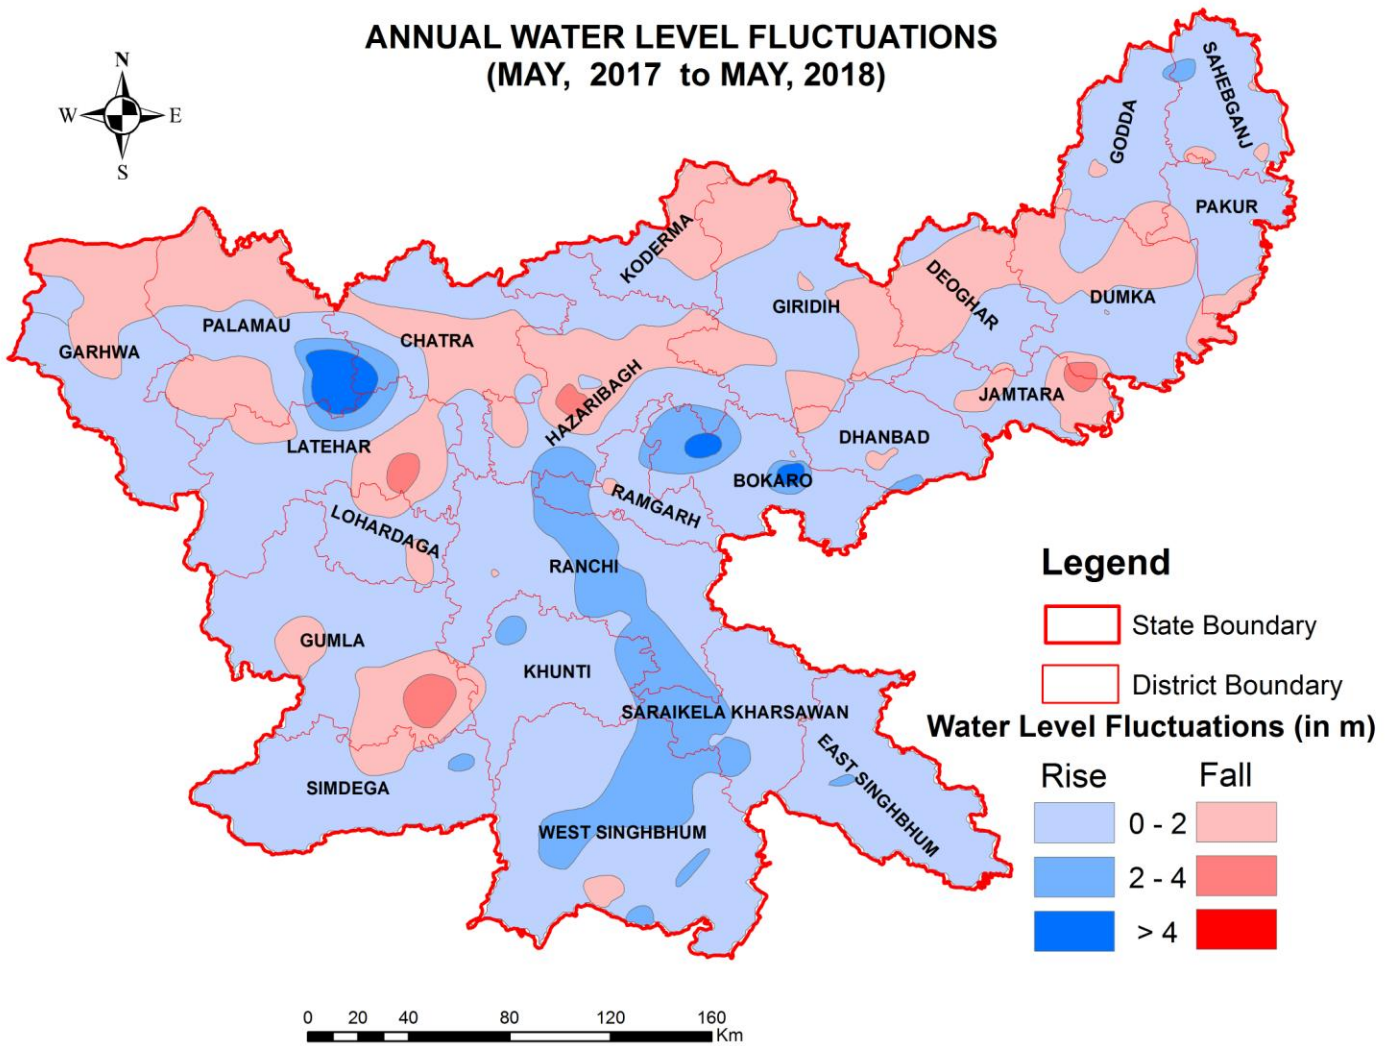 ANNUAL WATER LEVEL FLUCTUATIONS
(MAY, 2017 to MAY, 2018)
N
W
E
S
SAHEBGANJ
GODDA
PAKUR
KODERMA
DEOGHAR
DUMKA
GIRIDIH
PALAMAU
CHATRA
GARHWA
HAZARIBAGH
JAMTARA
LATEHAR
DHANBAD
BOKARO
RAMGARH
LOHARDAGA
RANCHI
GUMLA
KHUNTI
SARAIKELA KHARSAWAN
EAST SINGHBHUM
SIMDEGA
WEST SINGHBHUM
Legend
State Boundary
District Boundary
Water Level Fluctuations (in m)
Rise Fall
0 - 2
2 - 4
> 4
0 20 40 80 120 160
Km